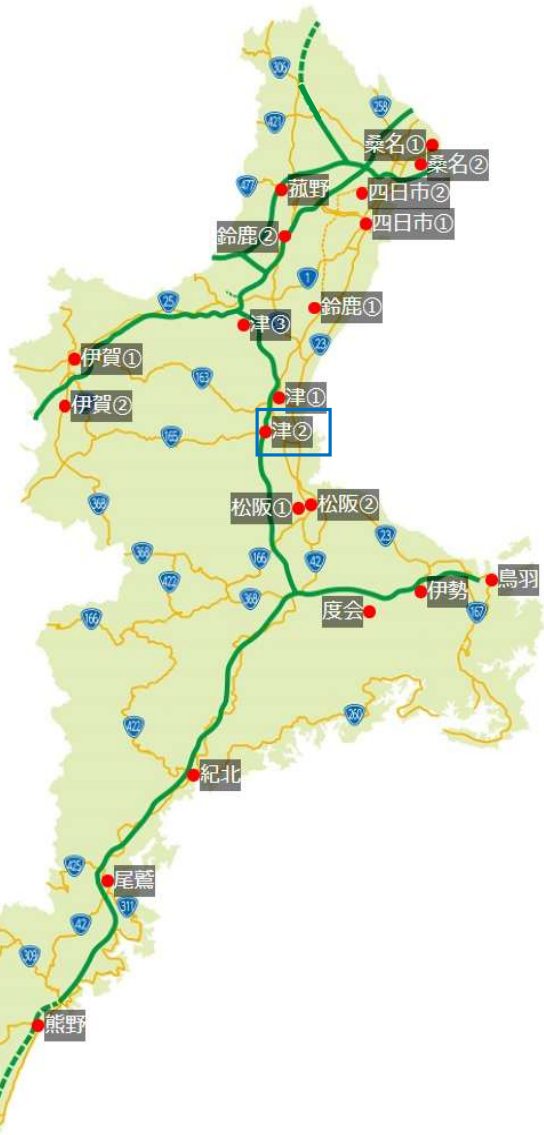 306
258
421
桑名①
桑名②
477
菰野
四日市②
四日市①
鈴鹿②
1
25
鈴鹿①
津③
23
伊賀①
163
津①
伊賀②
津②
165
368
松阪①
松阪②
23
368
166
42
422
鳥羽
伊勢
368
度会
167
166
260
422
紀北
425
尾鷲
311
42
309
熊野